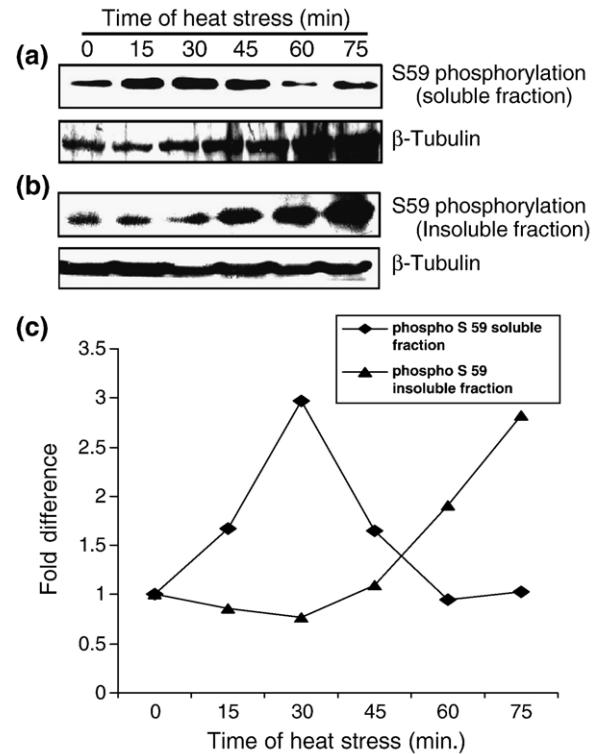 Time of heat stress (min)
0 15 30 45 60 75
(a)
S59 phosphorylation
(soluble fraction)
β-Tubulin
(b)
S59 phosphorylation
(Insoluble fraction)
β-Tubulin
(c)
phospho S 59 soluble
fraction
phospho S 59
insoluble fraction
3.5
3
2.5
2
1.5
1
0.5
0
Fold difference
0 15 30 45 60 75
Time of heat stress (min.)